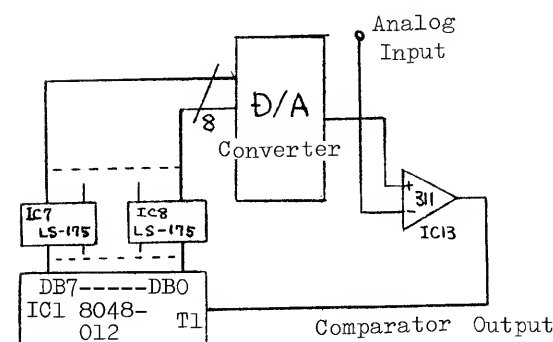 Analog
Input
D/A
Converter
8
+
311
-
IC13
IC7
LS-175
IC8
LS-175
DB7-----DB0
IC1 8048-
012
T1
Comparator Output